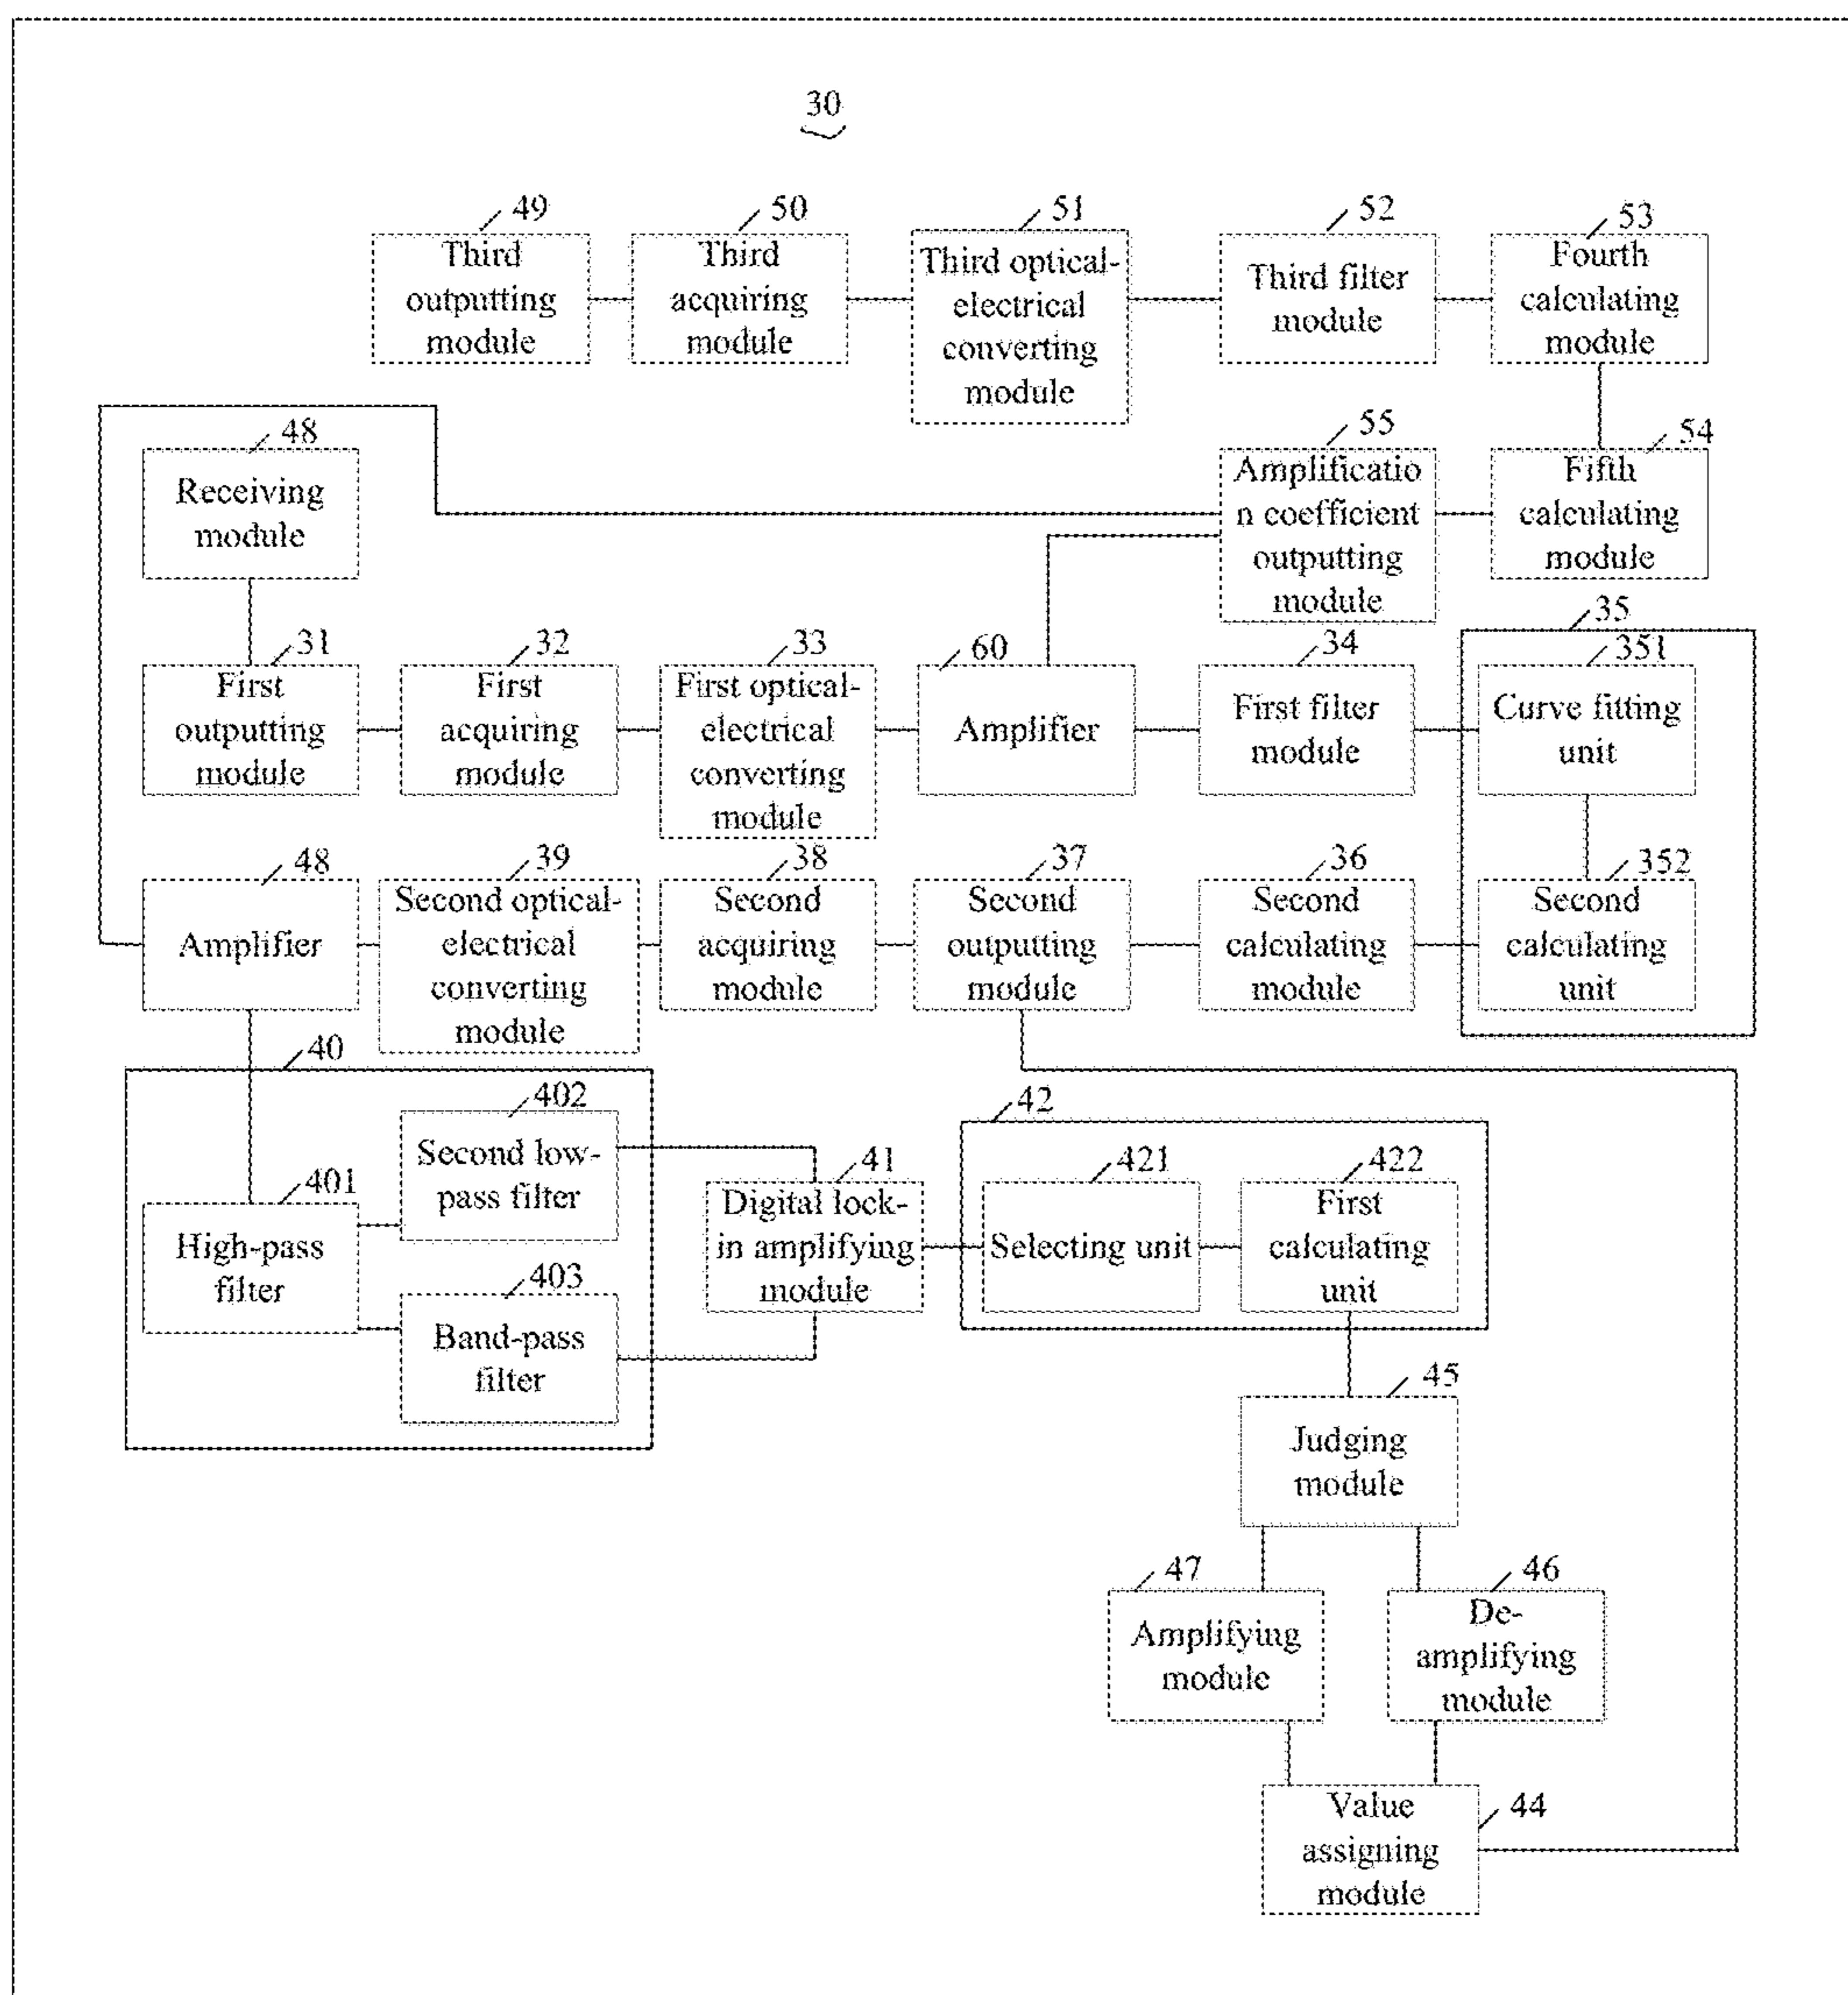 30
49
Third
outputting
module
50
Third
acquiring
module
51
Third optical-
electrical
converting
module
52
Third filter
module
53
Fourth
calculating
module
48
Receiving
module
55
Amplificatio
n coefficient
outputting
module
54
Fifth
calculating
module
31
First
outputting
module
32
First
acquiring
module
33
First optical-
electrical
converting
module
60
Amplifier
34
First filter
module
35
351
Curve fitting
unit
48
Amplifier
39
Second optical-
electrical
converting
module
38
Second
acquiring
module
37
Second
outputting
module
36
Second
calculating
module
352
Second
calculating
unit
40
401
High-pass
filter
402
Second low-
pass filter
403
Band-pass
filter
41
Digital lock-
in amplifying
module
42
421
Selecting unit
422
First
calculating
unit
45
Judging
module
47
Amplifying
module
46
De-
amplifying
module
44
Value
assigning
module